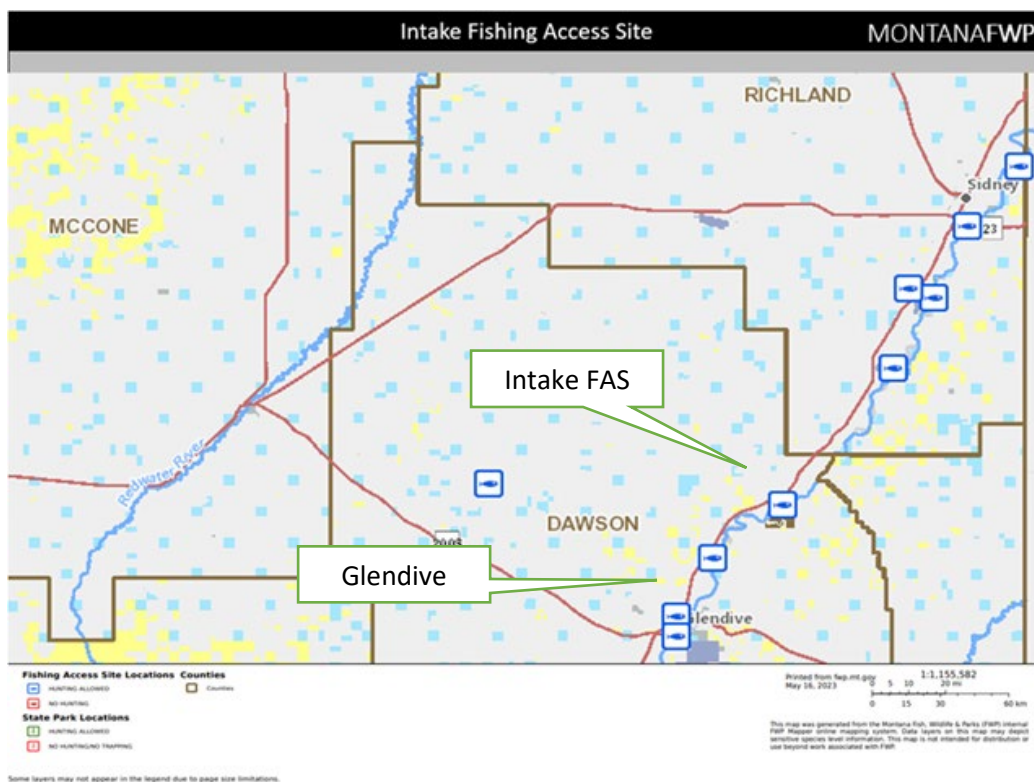 Intake Fishing Access Site
MONTANAFWP
RICHLAND
Sidney
MCCONE
23
Intake FAS
Redwater River
DAWSON
Glendive
lendive
Fishing Access Site Locations
HUNTING ALLOWED
NO HUNTING
State Park Locations
HUNTING ALLOWED
NO HUNTING/NO TRAPPING
Counties
Counties
Printed from fwp.mt.gov
May 16, 2023
1:1,155,582
0 5 10 20 mi
0 15 30 60 km
This map was generated from the Montana Fish, Wildlife & Parks (FWP) internal
FWP Mapper online mapping system. Data layers on this map may depict
sensitive species level information. This map is not intended for distribution or
use beyond work associated with FWP.
Some layers may not appear in the legend due to page size limitations.